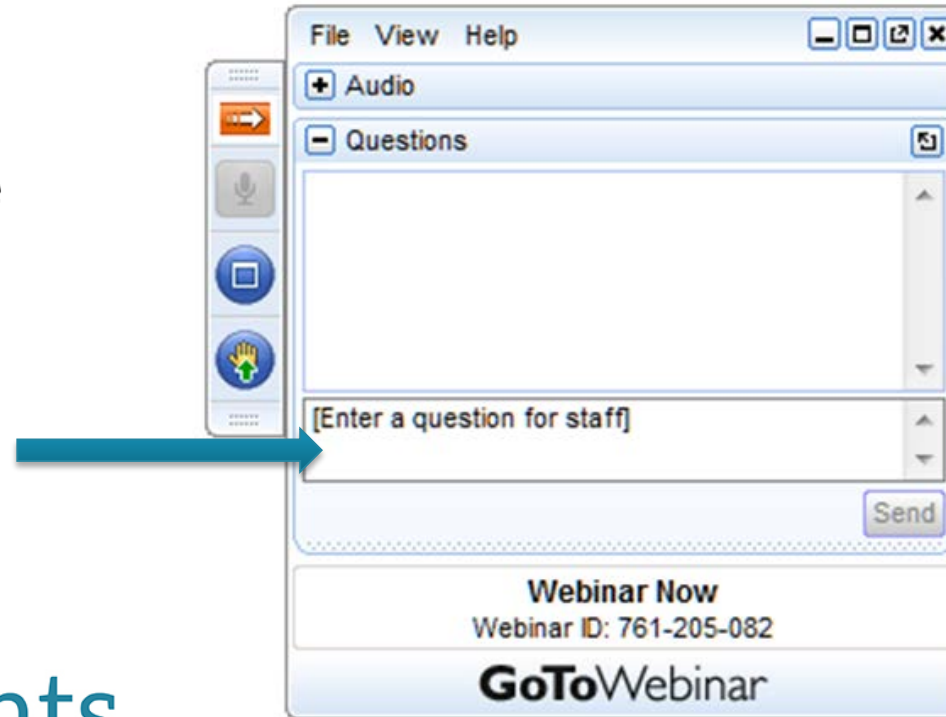 File View Help
Audio
Questions
[Enter a question for staff]
Send
Webinar Now
Webinar ID: 761-205-082
GoToWebinar